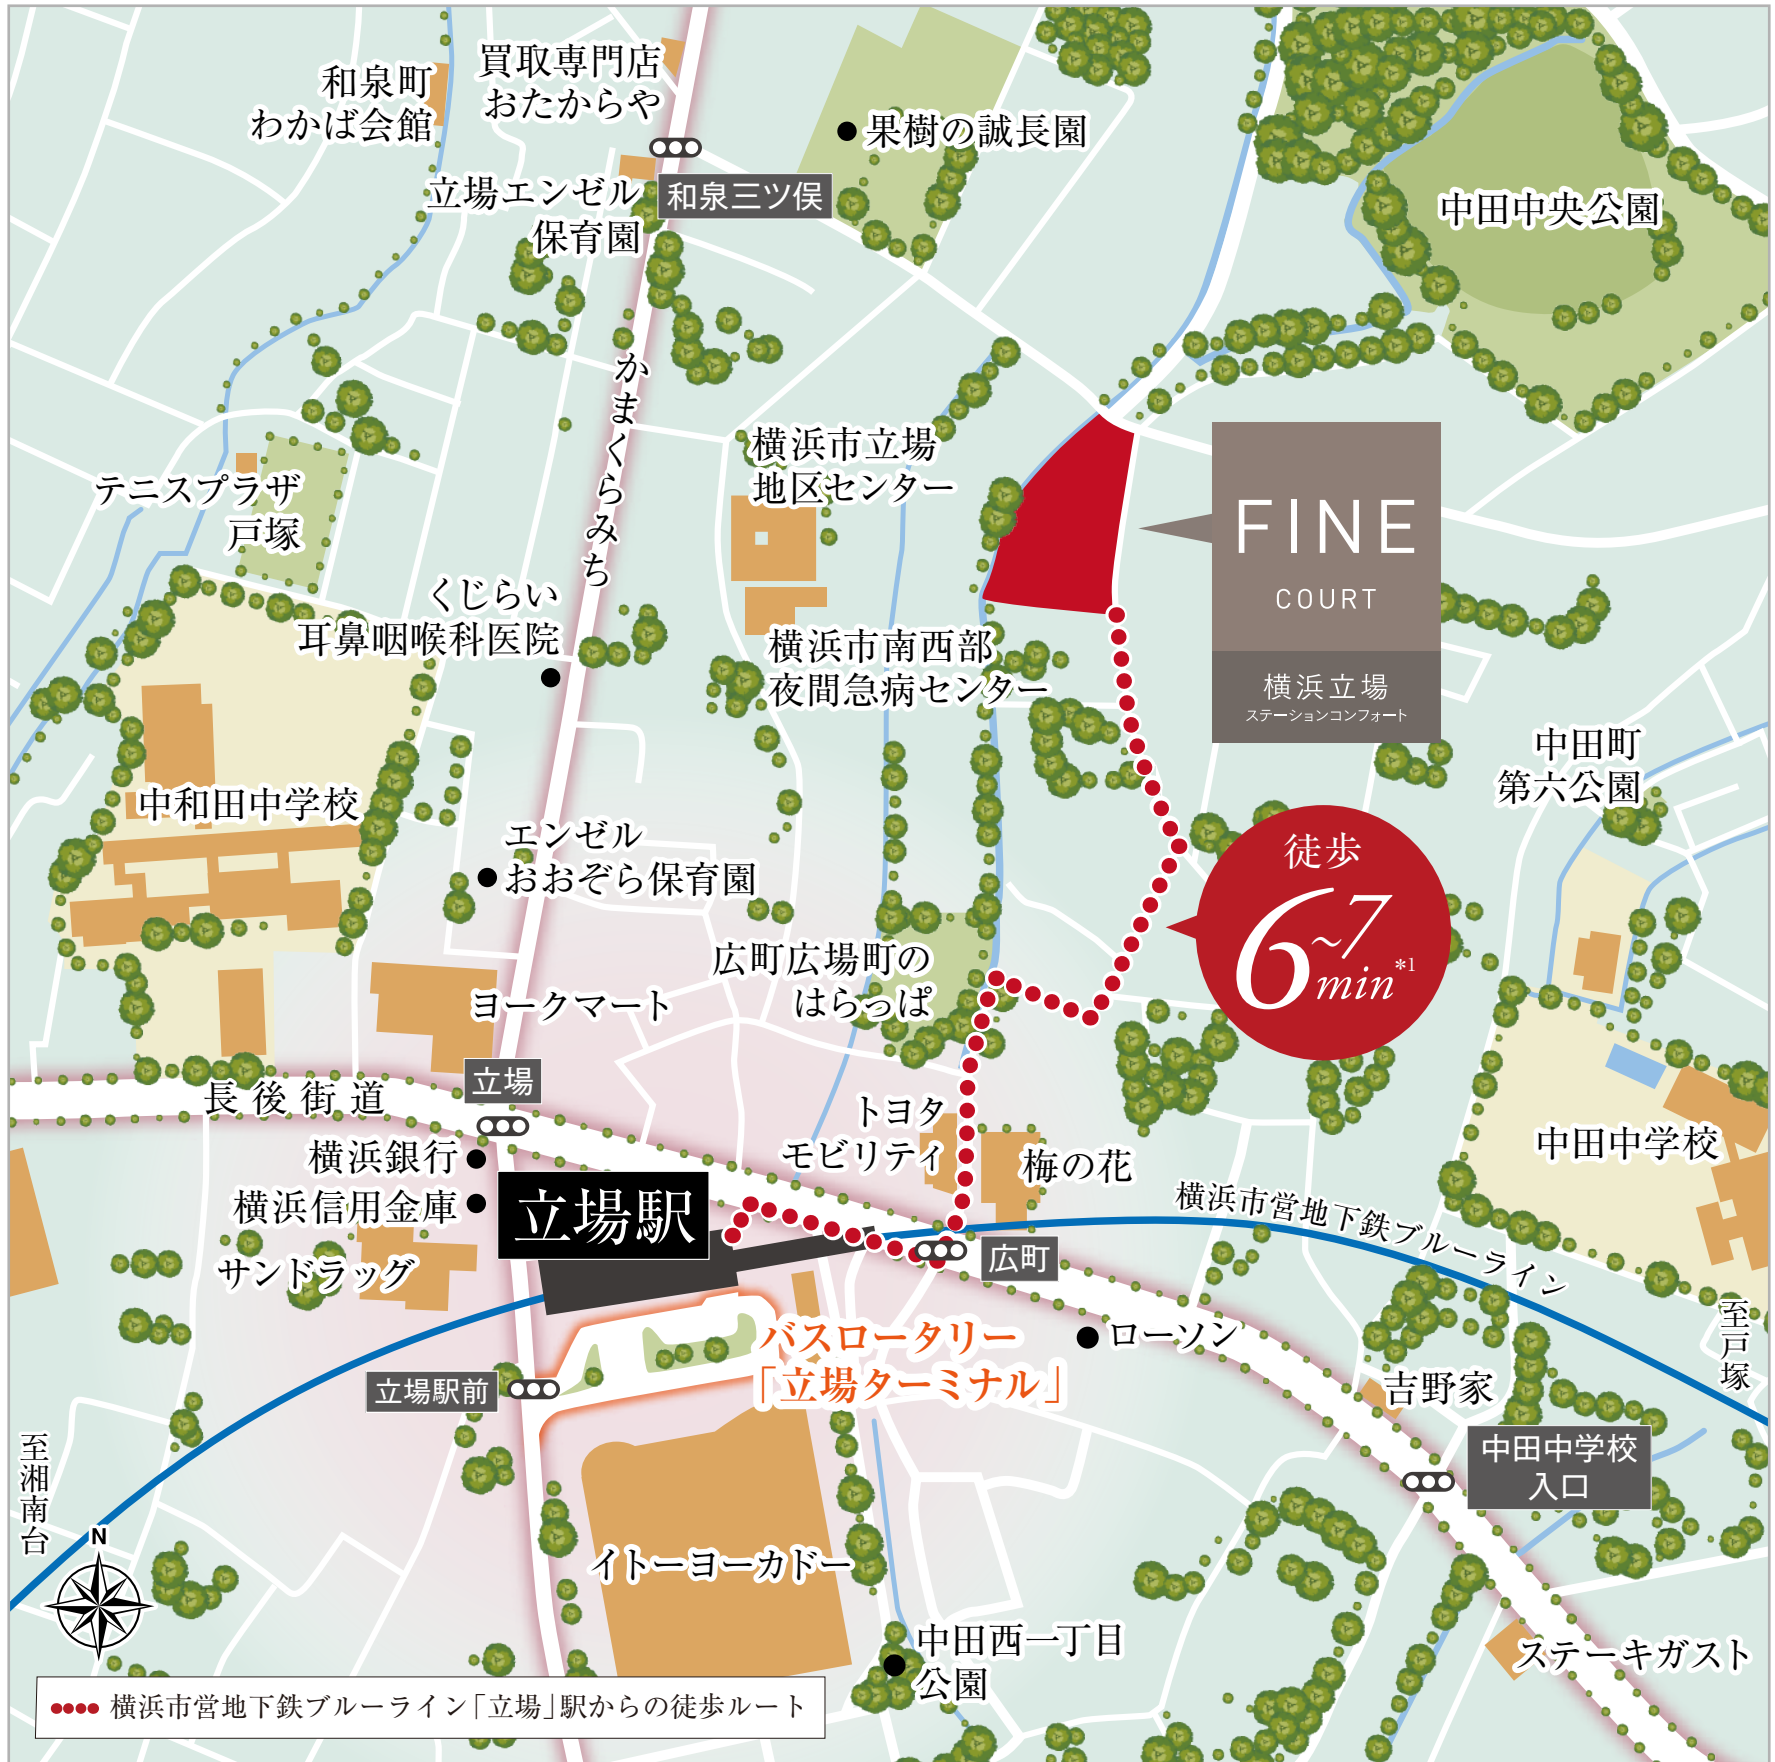 買取専門店
おたからや
和泉町
わかば会館
果樹の誠長園
立場エンゼル
保育園
和泉三ツ俣
中田中央公園
かまくらみち
横浜市立場
地区センター
テニスプラザ
戸塚
FINE
COURT
横浜立場
ステーションコンフォート
くじらい
耳鼻咽喉科医院
横浜市南西部
夜間急病センター
中田町
第六公園
中和田中学校
エンゼル
おおぞら保育園
徒歩
6~7
min*1
広町広場町の
はらっぱ
ヨークマート
立場
長後街道
トヨタ
モビリティ
梅の花
中田中学校
横浜銀行
横浜信用金庫
立場駅
横浜市営地下鉄ブルーライン
広町
サンドラッグ
至戸塚
バスロータリー
「立場ターミナル」
ローソン
立場駅前
吉野家
中田中学校
入口
至湘南台
N
イトーヨーカドー
中田西一丁目
公園
ステーキガスト
横浜市営地下鉄ブルーライン「立場」駅からの徒歩ルート